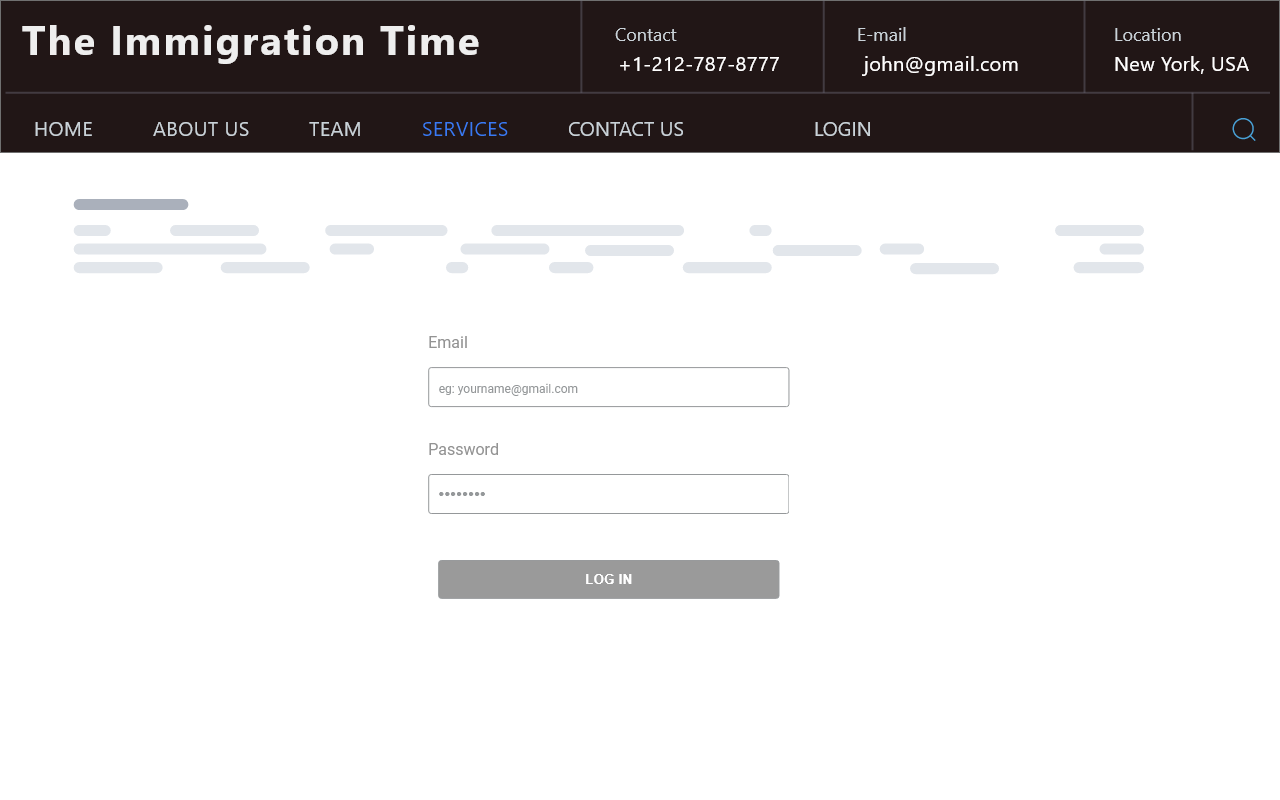 The Immigration Time
Contact
+1-212-787-8777
E-mail
john@gmail.com
Location
New York, USA
HOME
ABOUT US
TEAM
SERVICES
CONTACT US
LOGIN
Email
eg: yourname@gmail.com
Password
••••••••
LOG IN